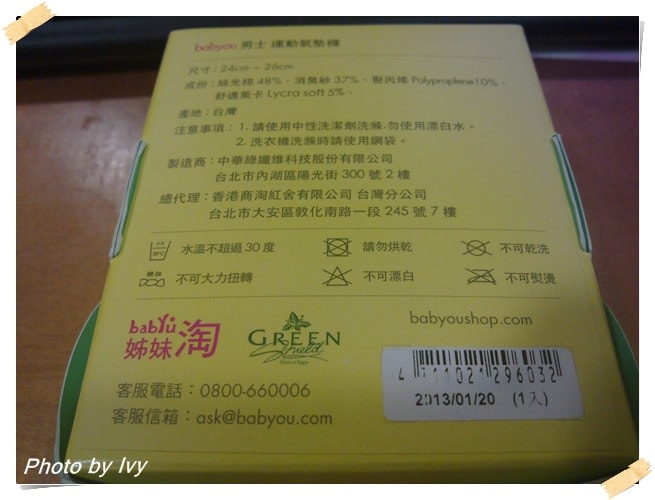 babyou 男士 運動氣墊襪
尺寸：24cm ~ 26cm
成份：絲光棉 48%、消臭紗 37%、聚丙烯 Polyproplene10%、
舒適萊卡 Lycra soft 5%。
產地：台灣
注意事項：1. 請使用中性洗潔劑洗滌,勿使用漂白水。
2. 洗衣機洗滌時請使用網袋。
製造商：中華綠纖維科技股份有限公司
台北市內湖區陽光街 300 號 2 樓
總代理：香港商淘紅舍有限公司 台灣分公司
台北市大安區敦化南路一段 245 號 7 樓
水溫不超過 30 度 請勿烘乾 不可乾洗
不可大力扭轉 不可漂白 不可熨燙
babyou 姊妹淘
GREEN Shield
babyoushop.com
客服電話：0800-660006
客服信箱：ask@babyou.com
4 711021 296032
2013/01/20 (1入)
Photo by Ivy